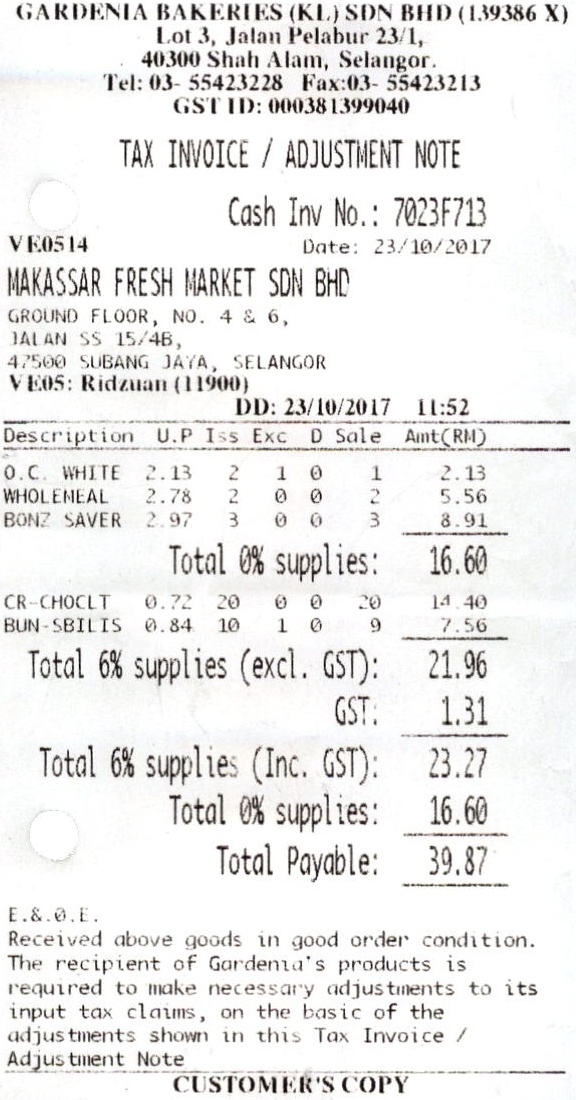 GARDENIA BAKERIES (KL) SDN BHD (139386 X)
Lot 3, Jalan Pelabur 23/1,
40300 Shah Alam, Selangor.
Tel: 03- 55423228 Fax:03- 55423213
GST ID: 000381399040
TAX INVOICE / ADJUSTMENT NOTE
Cash Inv No.: 7023F713
VE0514 Date: 23/10/2017
MAKASSAR FRESH MARKET SDN BHD
GROUND FLOOR, NO. 4 & 6,
JALAN SS 15/4B,
47500 SUBANG JAYA, SELANGOR
VE05: Ridzuan (11900)
DD: 23/10/2017 11:52
Description U.P Iss Exc D Sale Amt(RM)
O.C. WHITE 2.13 2 1 0 1 2.13
WHOLEMEAL 2.78 2 0 0 2 5.56
BONZ SAVER 2.97 3 0 0 3 8.91
Total 0% supplies: 16.60
CR-CHOCLT 0.72 20 0 0 20 14.40
BUN-SBILIS 0.84 10 1 0 9 7.56
Total 6% supplies (excl. GST): 21.96
GST: 1.31
Total 6% supplies (Inc. GST): 23.27
Total 0% supplies: 16.60
Total Payable: 39.87
E.&.O.E.
Received above goods in good order condition.
The recipient of Gardenia's products is
required to make necessary adjustments to its
input tax claims, on the basic of the
adjustments shown in this Tax Invoice /
Adjustment Note
CUSTOMER'S COPY